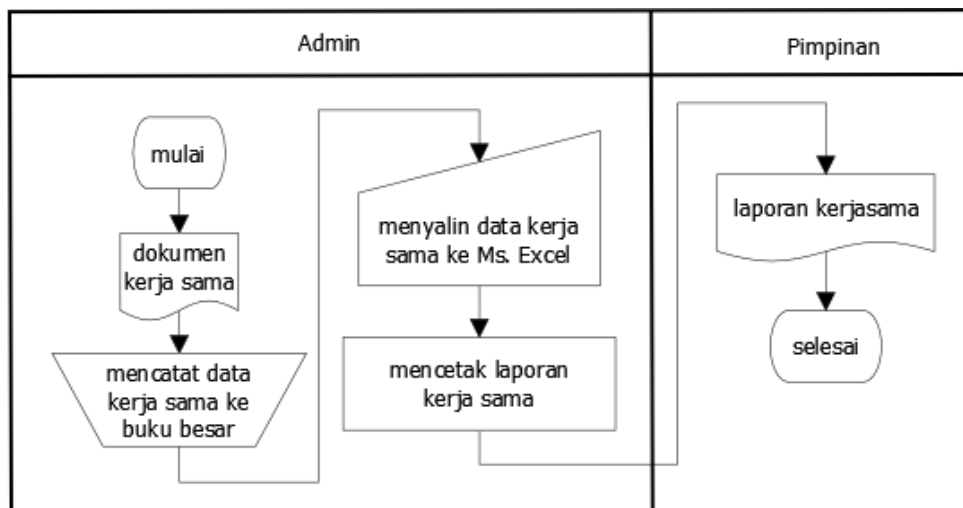 Admin
Pimpinan
mulai
dokumen
kerja sama
mencatat data
kerja sama ke
buku besar
menyalin data kerja
sama ke Ms. Excel
mencetak laporan
kerja sama
laporan kerjasama
selesai